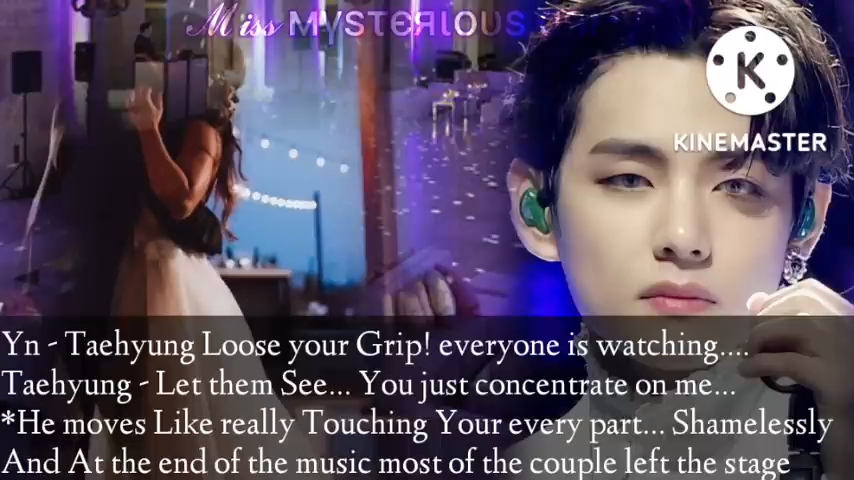 Miss MYSTERIOUS
K
KINEMASTER
Yn - Taehyung Loose your Grip! everyone is watching....
Taehyung - Let them See... You just concentrate on me...
*He moves Like really Touching Your every part... Shamelessly
And At the end of the music most of the couple left the stage